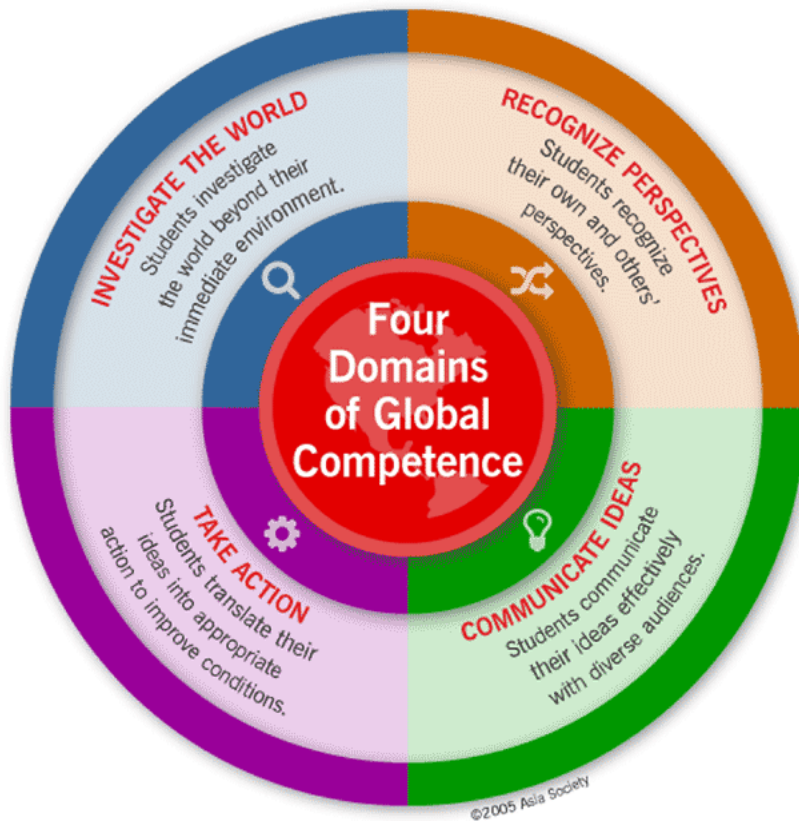 Four
Domains
of Global
Competence
INVESTIGATE THE WORLD
Students investigate
the world beyond their
immediate environment.
RECOGNIZE PERSPECTIVES
Students recognize
their own and others'
perspectives.
COMMUNICATE IDEAS
Students communicate
their ideas effectively
with diverse audiences.
TAKE ACTION
Students translate their
ideas into appropriate
action to improve conditions.
©2005 Asia Society